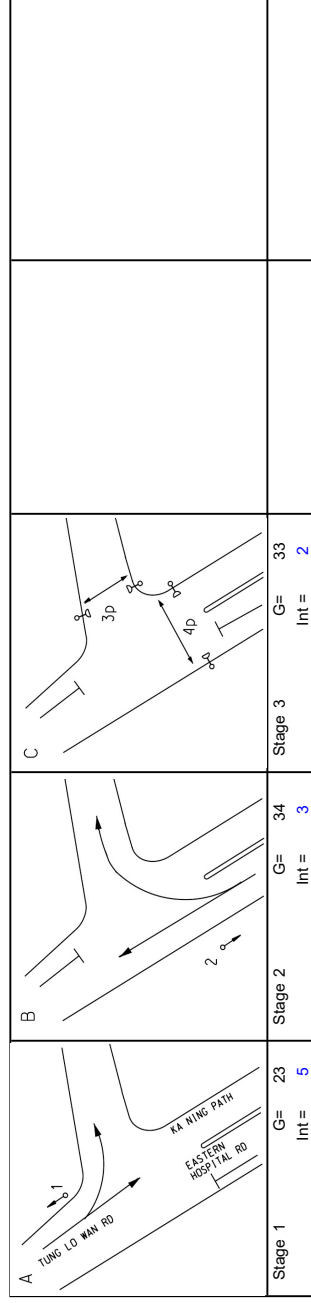 A
1
TUNG LO WAN RD
KA NING PATH
EASTERN
HOSPITAL RD
Stage 1 G= 23
Int = 5
B
2
Stage 2 G= 34
Int = 3
C
3p
4p
Stage 3 G= 33
Int = 2